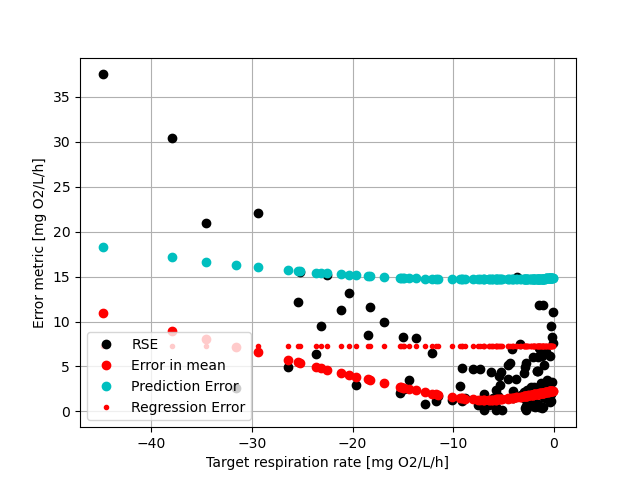 35
30
25
20
15
10
5
0
Error metric [mg O2/L/h]
RSE
Error in mean
Prediction Error
Regression Error
−40
−30
−20
−10
0
Target respiration rate [mg O2/L/h]